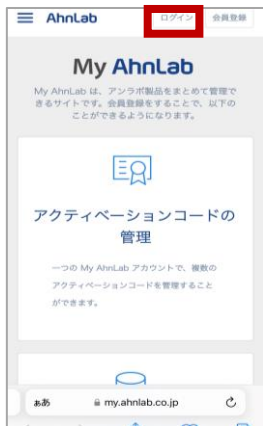 AhnLab
ログイン
会員登録
My AhnLab
My AhnLab は、アンラボ製品をまとめて管理で
きるサイトです。会員登録をすることで、以下の
ことができるようになります。
アクティベーションコードの
管理
一つの My AhnLab アカウントで、複数の
アクティベーションコードを管理すること
ができます。
ぁあ
my.ahnlab.co.jp